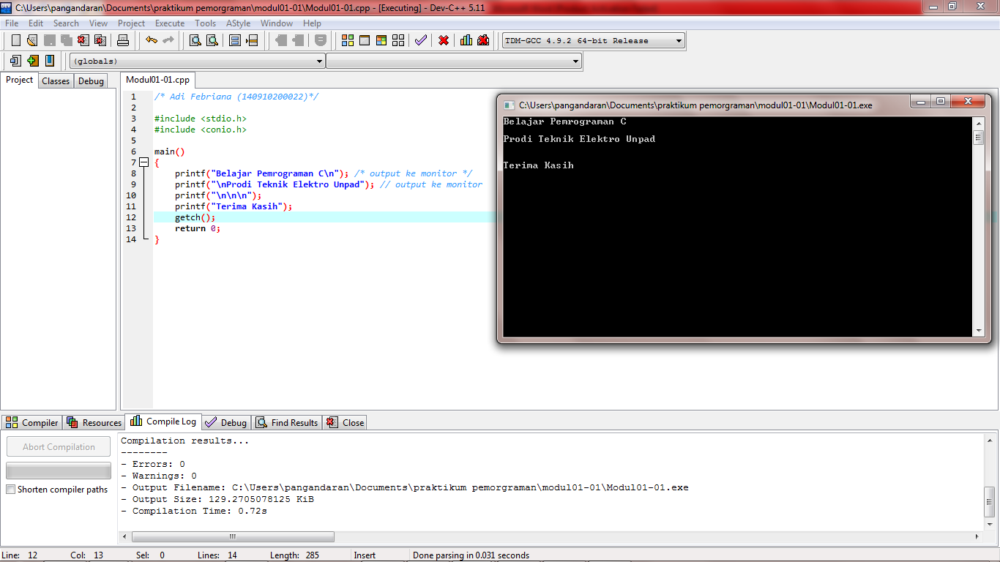 C:\Users\pangandaran\Documents\praktikum pemorgraman\modul01-01\Modul01-01.cpp - [Executing] - Dev-C++ 5.11
File Edit Search View Project Execute Tools AStyle Window Help
TDM-GCC 4.9.2 64-bit Release
(globals)
Project Classes Debug
Modul01-01.cpp
1 /* Adi Febriana (140910200022)*/
2
3 #include <stdio.h>
4 #include <conio.h>
5
6 main()
7 {
8 printf("Belajar Pemrograman C\n"); /* output ke monitor */
9 printf("\nProdi Teknik Elektro Unpad"); // output ke monitor
10 printf("\n\n\n");
11 printf("Terima Kasih");
12 getch();
13 return 0;
14 }
C:\Users\pangandaran\Documents\praktikum pemorgraman\modul01-01\Modul01-01.exe
Belajar Pemrograman C
Prodi Teknik Elektro Unpad
Terima Kasih
Compiler Resources Compile Log Debug Find Results Close
Abort Compilation
Shorten compiler paths
Compilation results...
--------
- Errors: 0
- Warnings: 0
- Output Filename: C:\Users\pangandaran\Documents\praktikum pemorgraman\modul01-01\Modul01-01.exe
- Output Size: 129.2705078125 KiB
- Compilation Time: 0.72s
Line: 12 Col: 13 Sel: 0 Lines: 14 Length: 285 Insert Done parsing in 0.031 seconds